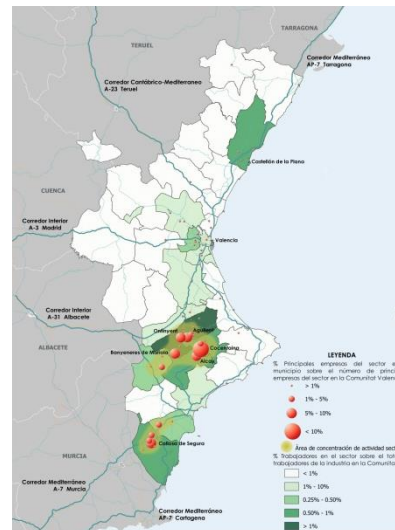 TARRAGONA
TERUEL
Corredor Mediterráneo
AP-7 Tarragona
Corredor Cantábrico-Mediterraneo
A-23 Teruel
Castellón de la Plana
CUENCA
Corredor Interior
A-3 Madrid
Valencia
Corredor Interior
A-31 Albacete
ALBACETE
Ontinyent
Agullent
Banyeres de Mariola
Cocentaina
Alcoy
LEYENDA
% Principales empresas del sector e
municipio sobre el número de princi
empresas del sector en la Comunitat Valen
> 1%
1% - 5%
5% - 10%
< 10%
Área de concentración de actividad sect
% Trabajadores en el sector sobre el tot
trabajadores de la Industria en la Comunita
< 1%
1% - 10%
0.25% - 0.50%
0.50% - 1%
> 1%
Callosa de Segura
MURCIA
Corredor Mediterráneo
A-7 Murcia
Corredor Mediterráneo
AP-7 Cartagena